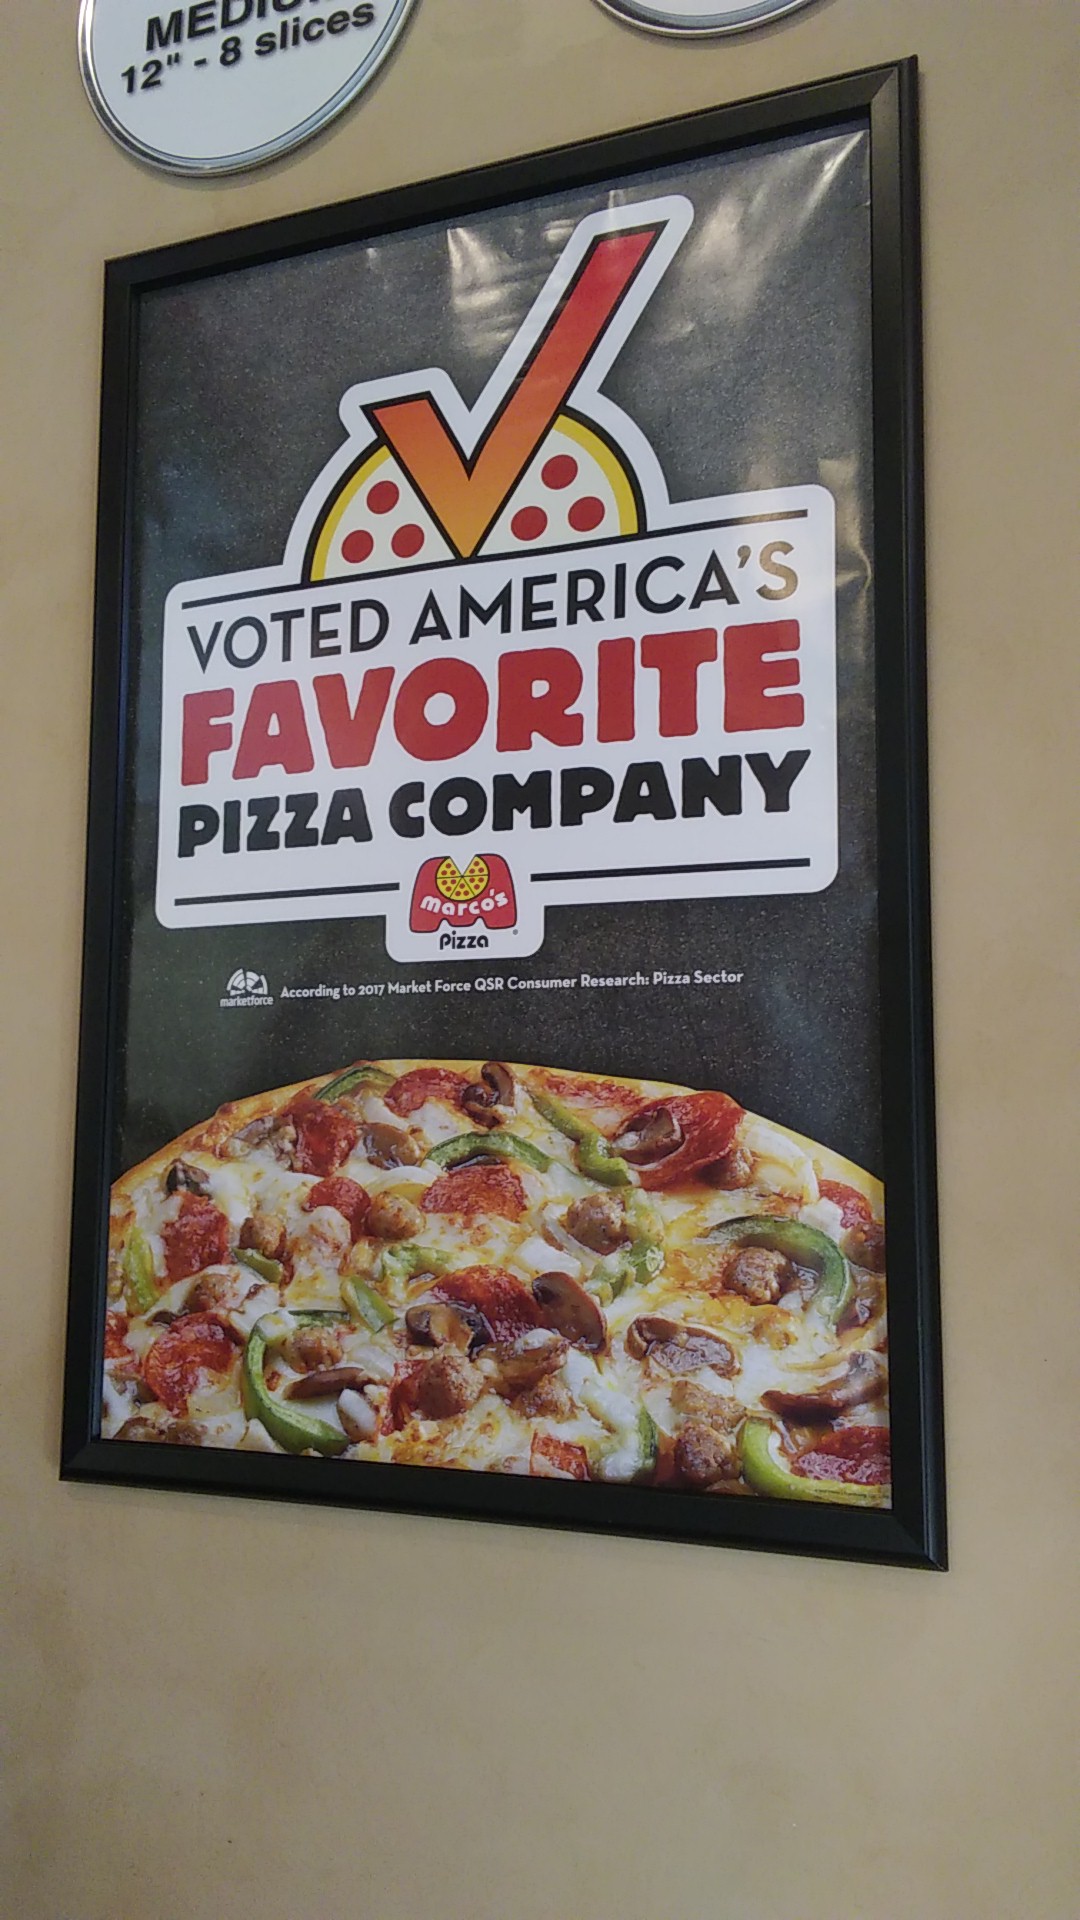 12" - 8 slices
VOTED AMERICA'S
FAVORITE
PIZZA COMPANY
marco's
Pizza
marketforce
According to 2017 Market Force QSR Consumer Research: Pizza Sector